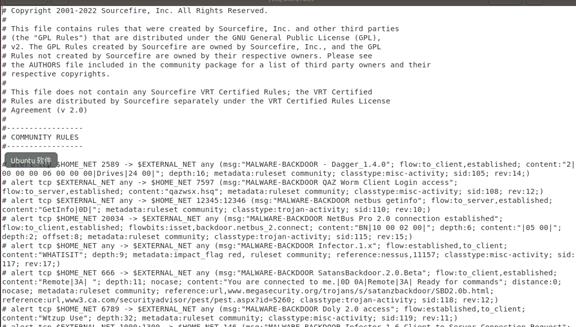 # Copyright 2001-2022 Sourcefire, Inc. All Rights Reserved.
#
# This file contains rules that were created by Sourcefire, Inc. and other third parties
# (the "GPL Rules") that are distributed under the GNU General Public License (GPL),
# v2. The GPL Rules created by Sourcefire are owned by Sourcefire, Inc., and the GPL
# Rules not created by Sourcefire are owned by their respective owners. Please see
# the AUTHORS file included in the community package for a list of third party owners and their
# respective copyrights.
#
# This file does not contain any Sourcefire VRT Certified Rules; the VRT Certified
# Rules are distributed by Sourcefire separately under the VRT Certified Rules License
# Agreement (v 2.0)
#
#----------------
# COMMUNITY RULES
#----------------
Ubuntu 软件
$HOME_NET 2589 -> $EXTERNAL_NET any (msg:"MALWARE-BACKDOOR - Dagger_1.4.0"; flow:to_client,established; content:"2|
00 00 00 06 00 00 00|Drives|24 00|"; depth:16; metadata:ruleset community; classtype:misc-activity; sid:105; rev:14;)
# alert tcp $EXTERNAL_NET any -> $HOME_NET 7597 (msg:"MALWARE-BACKDOOR QAZ Worm Client Login access";
flow:to_server,established; content:"qazwsx.hsq"; metadata:ruleset community; classtype:misc-activity; sid:108; rev:12;)
# alert tcp $EXTERNAL_NET any -> $HOME_NET 12345:12346 (msg:"MALWARE-BACKDOOR netbus getinfo"; flow:to_server,established;
content:"GetInfo|0D|"; metadata:ruleset community; classtype:trojan-activity; sid:110; rev:10;)
# alert tcp $HOME_NET 20034 -> $EXTERNAL_NET any (msg:"MALWARE-BACKDOOR NetBus Pro 2.0 connection established";
flow:to_client,established; flowbits:isset,backdoor.netbus_2.connect; content:"BN|10 00 02 00|"; depth:6; content:"|05 00|";
depth:2; offset:8; metadata:ruleset community; classtype:trojan-activity; sid:115; rev:15;)
# alert tcp $EXTERNAL_NET any -> $HOME_NET any (msg:"MALWARE-BACKDOOR Infector.1.x"; flow:established,to_client;
content:"WHATISIT"; depth:9; metadata:impact_flag red, ruleset community; reference:nessus,11157; classtype:misc-activity; sid:
117; rev:17;)
# alert tcp $HOME_NET 666 -> $EXTERNAL_NET any (msg:"MALWARE-BACKDOOR SatansBackdoor.2.0.Beta"; flow:to_client,established;
content:"Remote|3A| "; depth:11; nocase; content:"You are connected to me.|0D 0A|Remote|3A| Ready for commands"; distance:0;
nocase; metadata:ruleset community; reference:url,www.megasecurity.org/trojans/s/satanzbackdoor/SBD2.0b.html;
reference:url,www3.ca.com/securityadvisor/pest/pest.aspx?id=5260; classtype:trojan-activity; sid:118; rev:12;)
# alert tcp $HOME_NET 6789 -> $EXTERNAL_NET any (msg:"MALWARE-BACKDOOR Doly 2.0 access"; flow:to_client,established;
content:"Wtzup Use"; depth:32; metadata:ruleset community; classtype:misc-activity; sid:119; rev:11;)